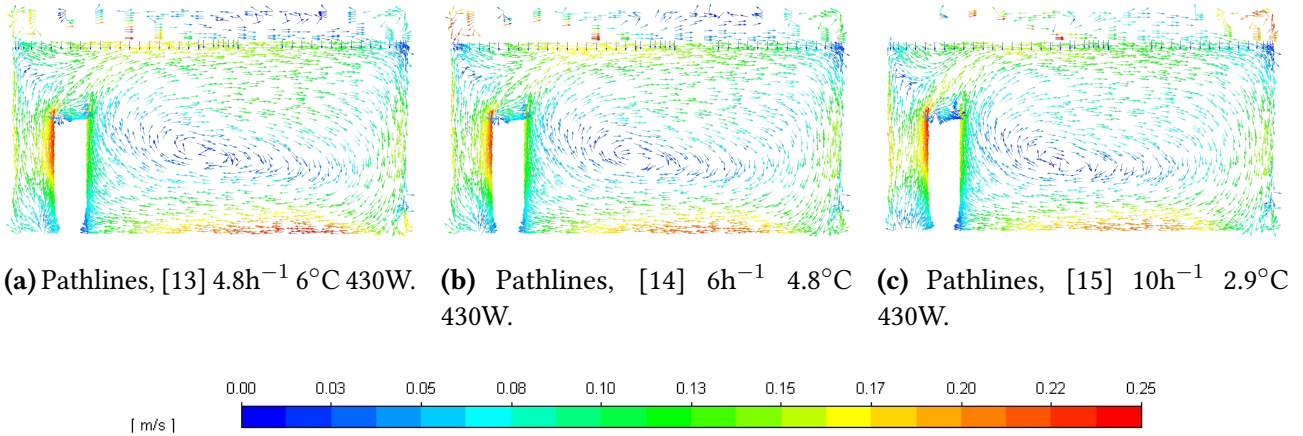 (a) Pathlines, [13] 4.8h⁻¹ 6°C 430W.
(b) Pathlines, [14] 6h⁻¹ 4.8°C
430W.
(c) Pathlines, [15] 10h⁻¹ 2.9°C
430W.
0.00 0.03 0.05 0.08 0.10 0.13 0.15 0.17 0.20 0.22 0.25
[ m/s ]